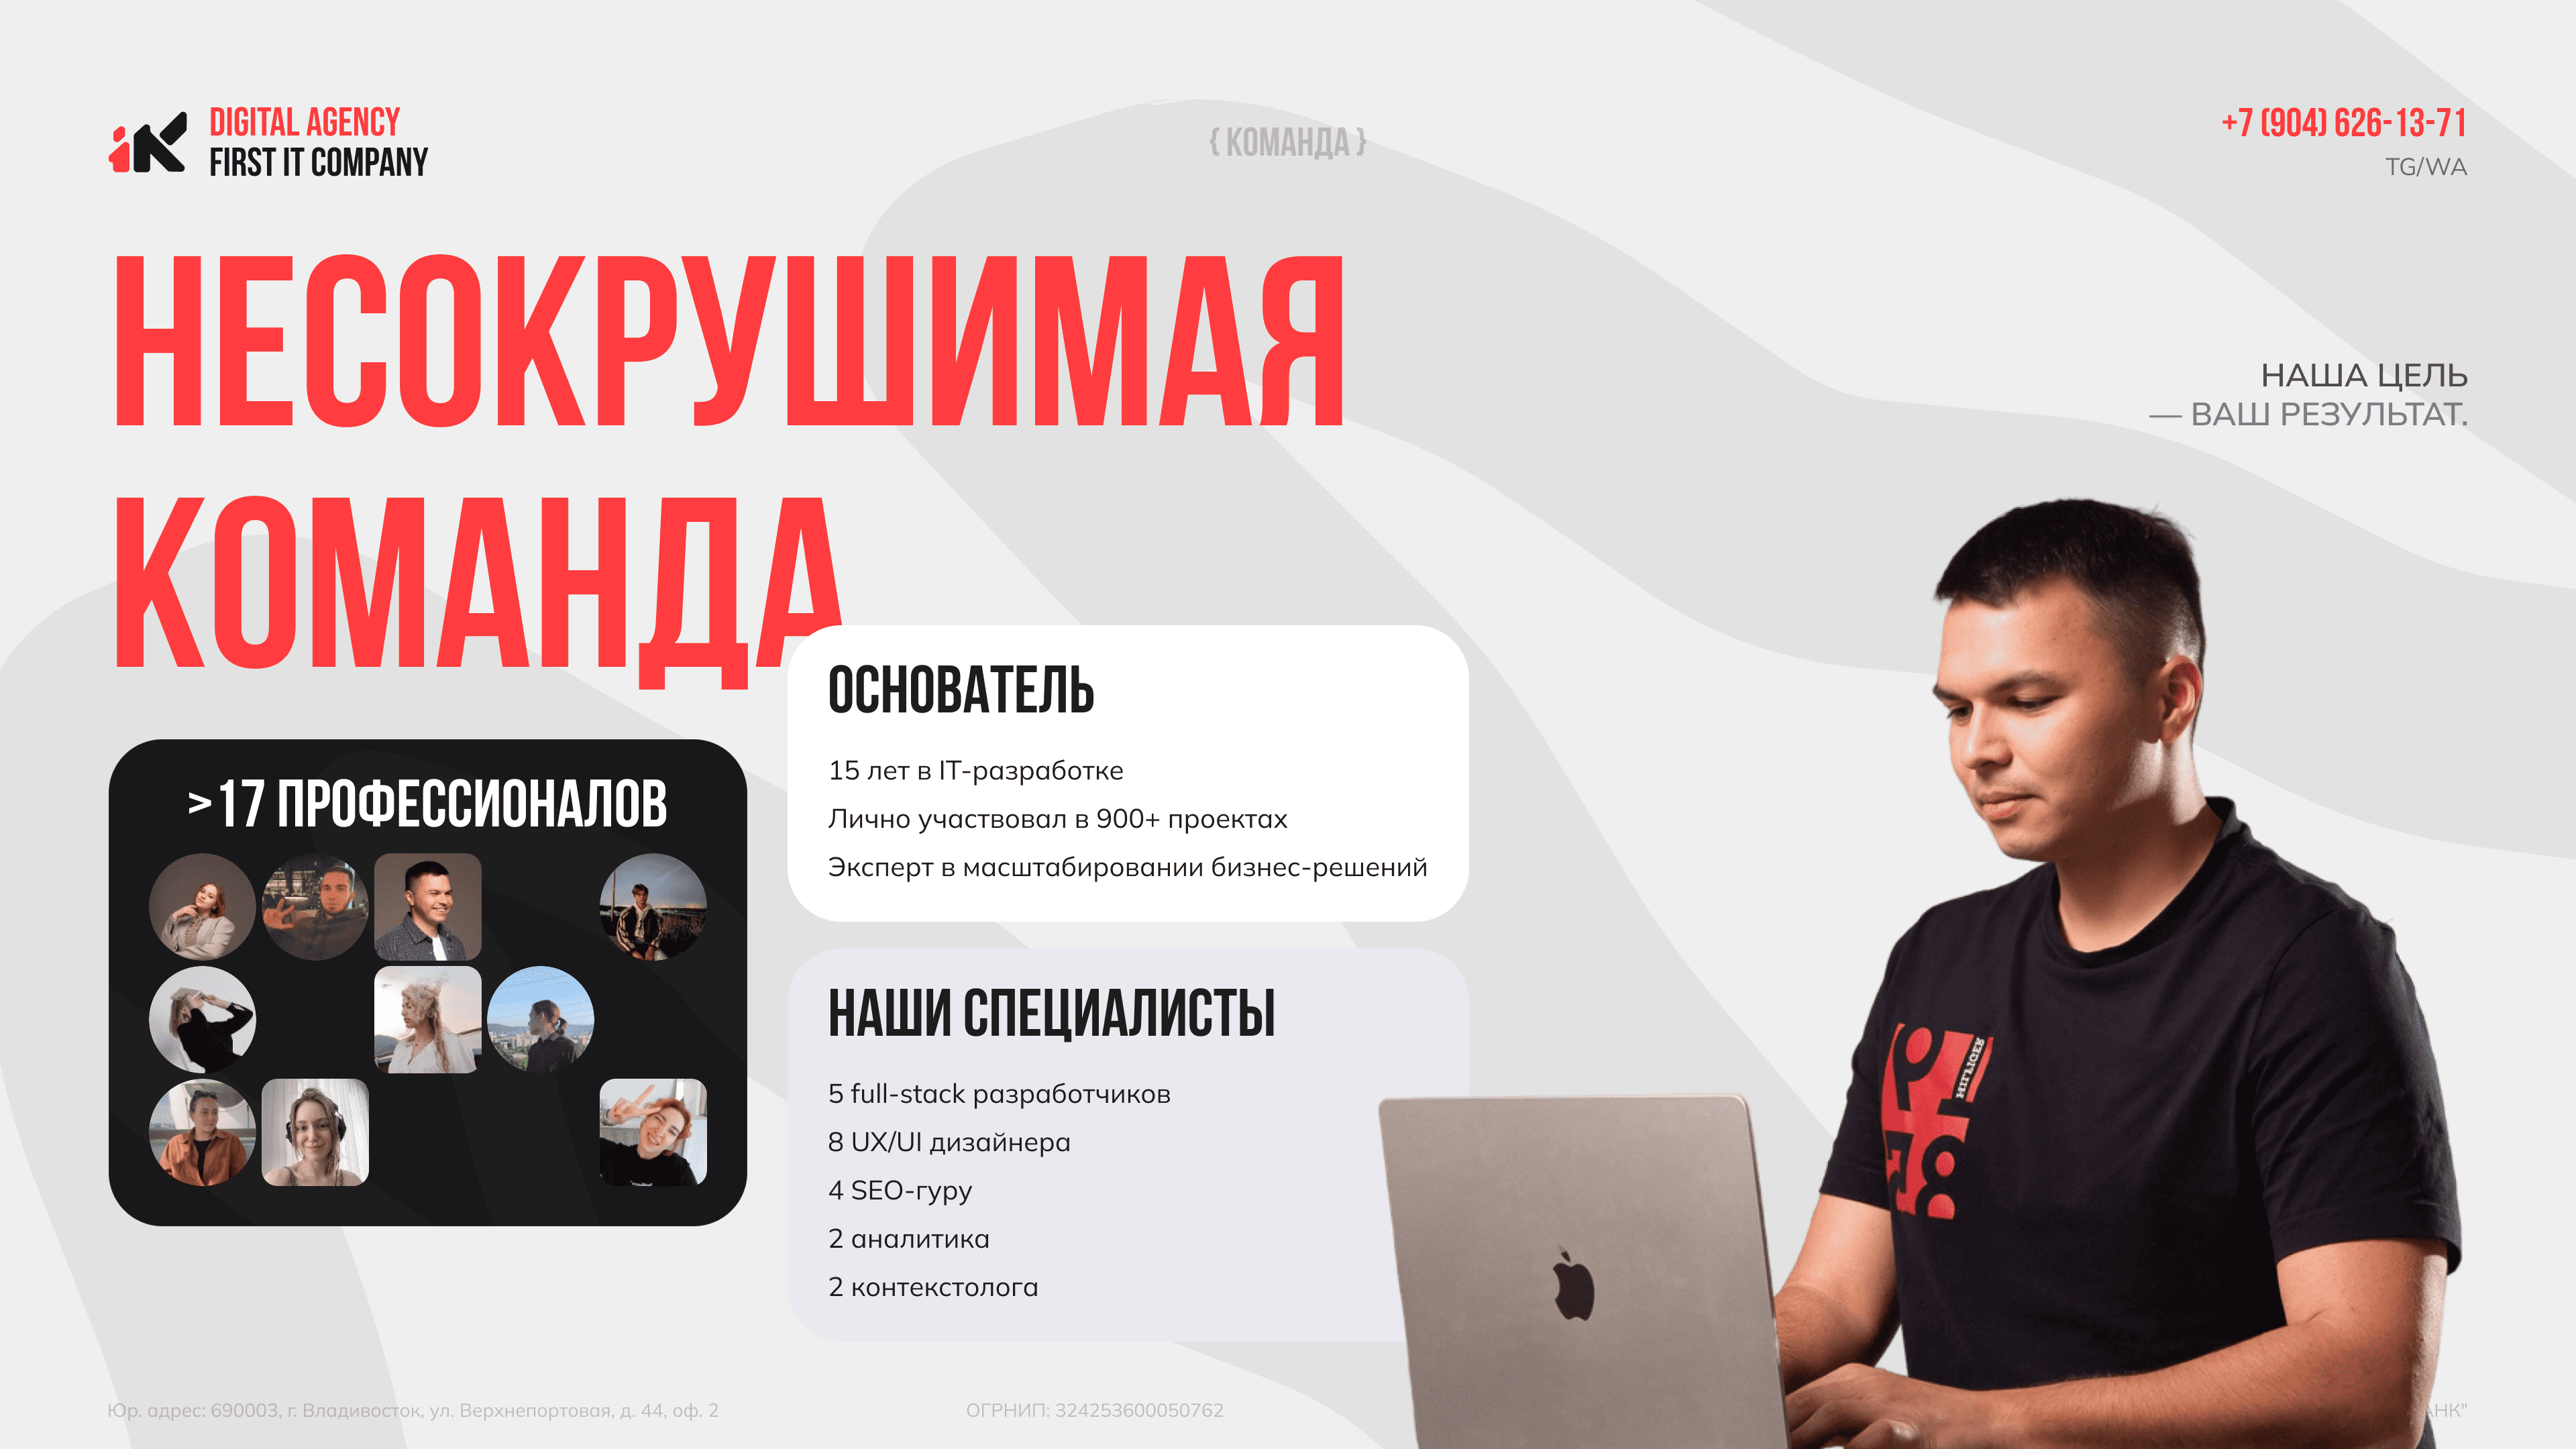 DIGITAL AGENCY
FIRST IT COMPANY
{ КОМАНДА }
+7 (904) 626-13-71
TG/WA
НЕСОКРУШИМАЯ
КОМАНДА
НАША ЦЕЛЬ
— ВАШ РЕЗУЛЬТАТ.
>17 ПРОФЕССИОНАЛОВ
ОСНОВАТЕЛЬ
15 лет в IT-разработке
Лично участвовал в 900+ проектах
Эксперт в масштабировании бизнес-решений
НАШИ СПЕЦИАЛИСТЫ
5 full-stack разработчиков
8 UX/UI дизайнера
4 SEO-гуру
2 аналитика
2 контекстолога
HILFIGER
Юр. адрес: 690003, г. Владивосток, ул. Верхнепортовая, д. 44, оф. 2
ОГРНИП: 324253600050762